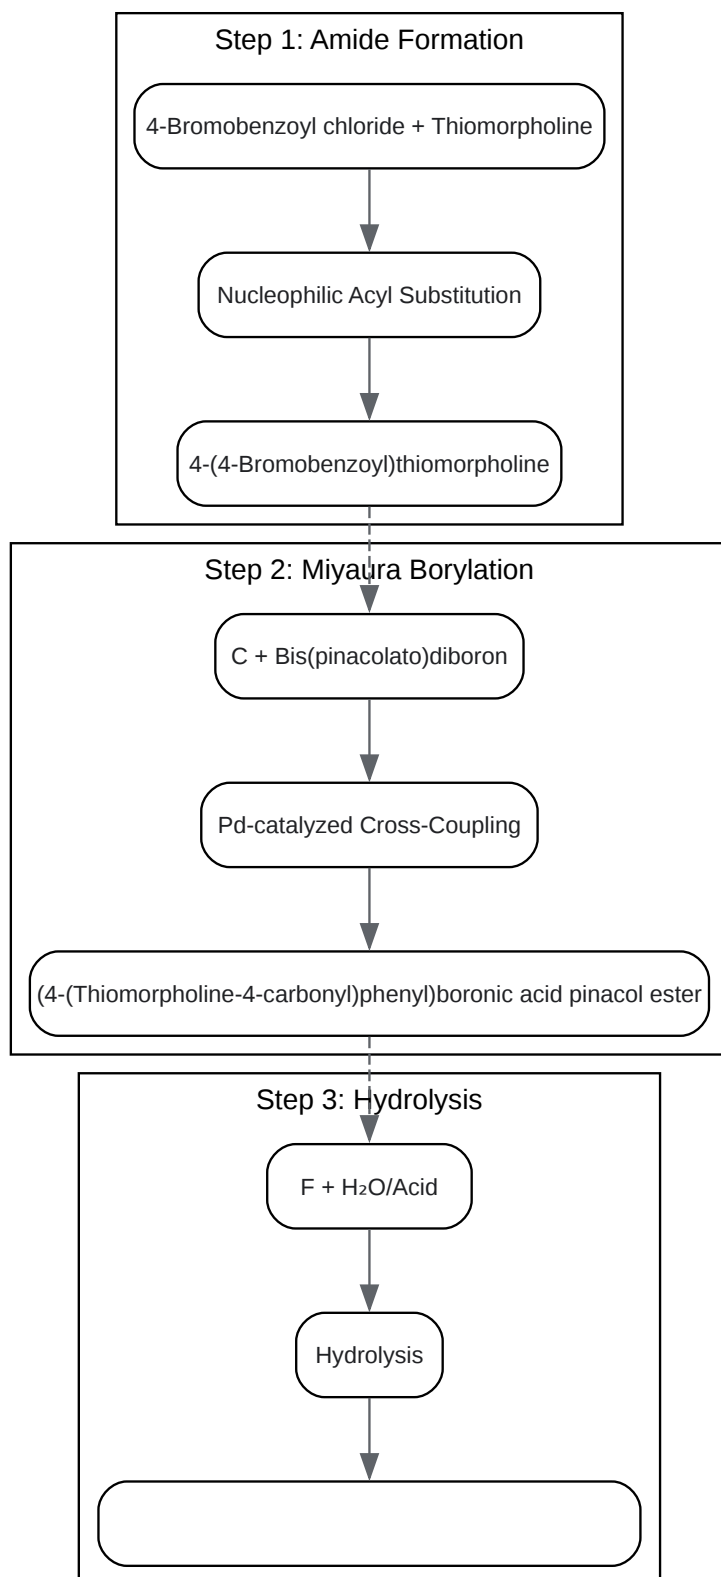 Step 1: Amide Formation
4-Bromobenzoyl chloride + Thiomorpholine
Nucleophilic Acyl Substitution
4-(4-Bromobenzoyl)thiomorpholine
Step 2: Miyaura Borylation
C + Bis(pinacolato)diboron
Pd-catalyzed Cross-Coupling
(4-(Thiomorpholine-4-carbonyl)phenyl)boronic acid pinacol ester
Step 3: Hydrolysis
F + H₂O/Acid
Hydrolysis